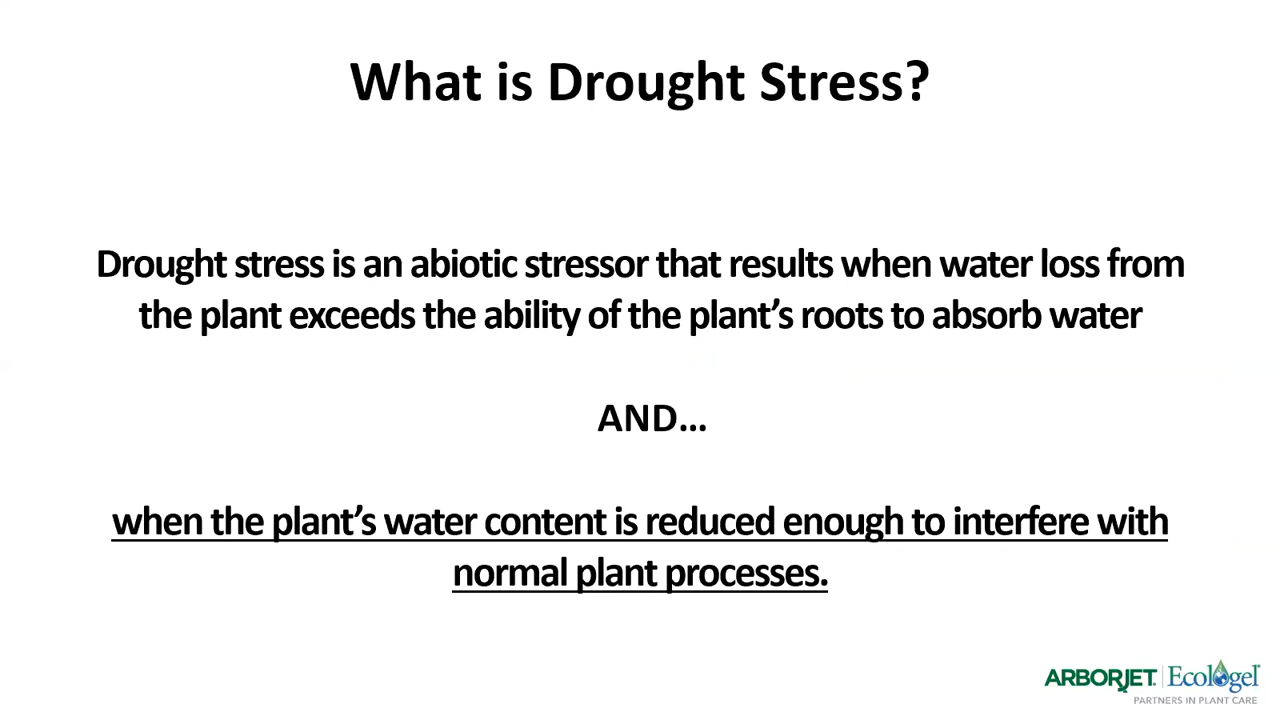 What is Drought Stress?
Drought stress is an abiotic stressor that results when water loss from
the plant exceeds the ability of the plant’s roots to absorb water
AND…
when the plant’s water content is reduced enough to interfere with
normal plant processes.
ARBORJET Ecologel
PARTNERS IN PLANT CARE